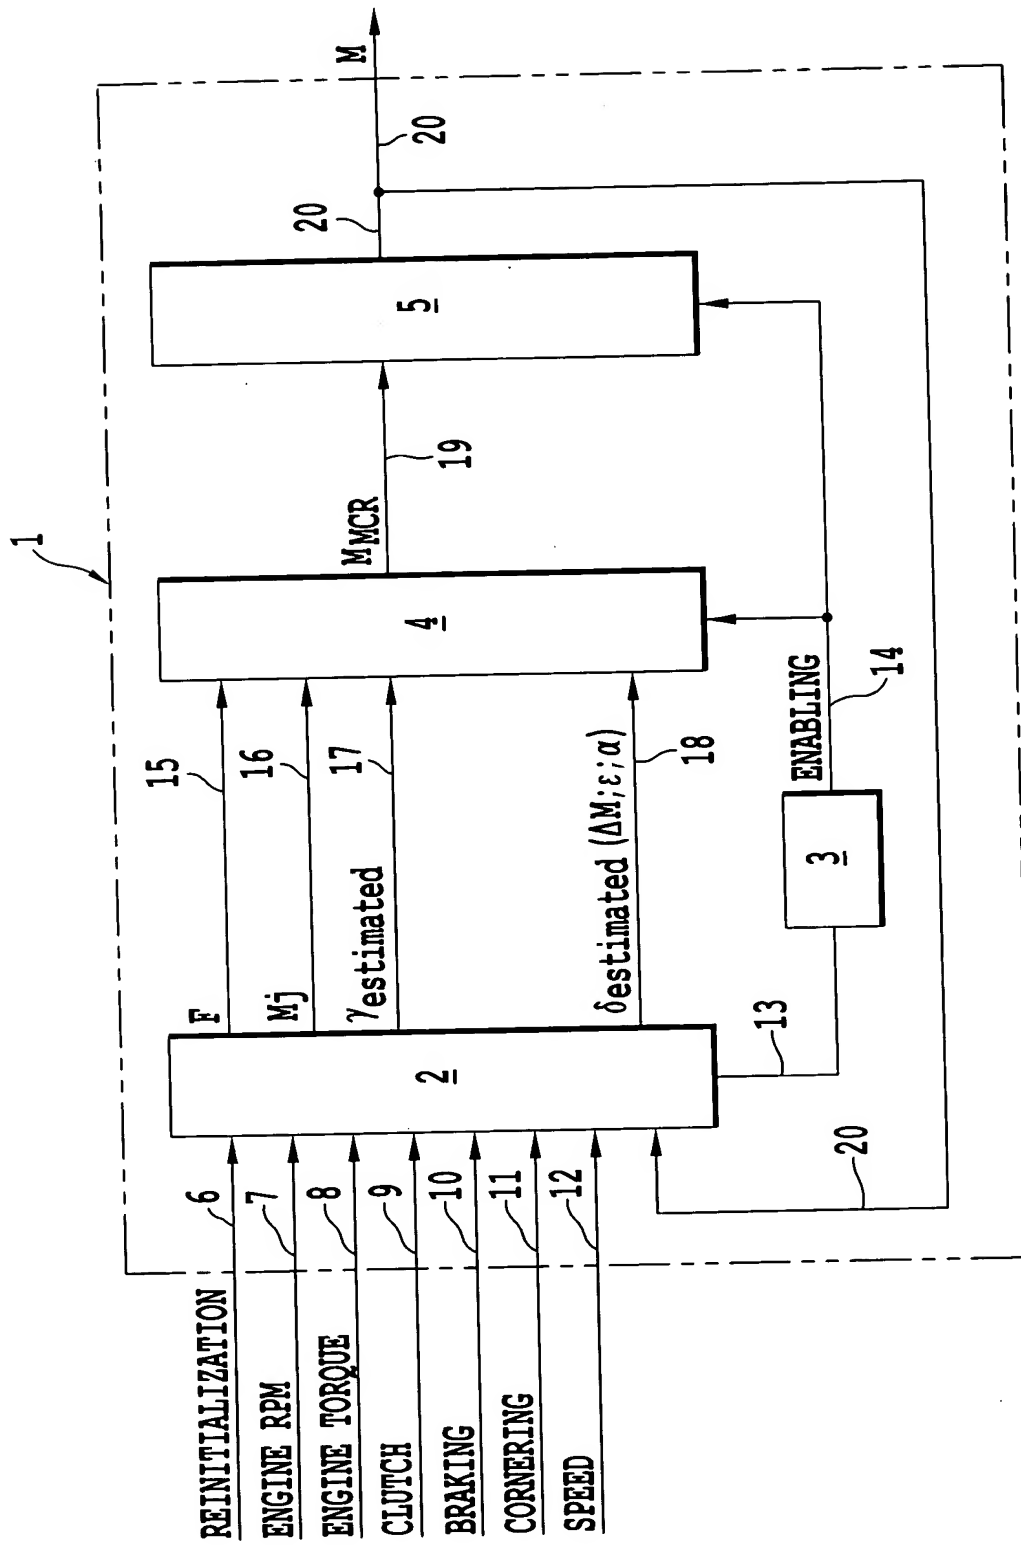 1
REINITIALIZATION
6
ENGINE RPM
7
ENGINE TORQUE
8
CLUTCH
9
BRAKING
10
CORNERING
11
SPEED
12
2
F
15
Mj
16
γestimated
17
δestimated (ΔM;ε;α)
18
13
3
ENABLING
14
4
MMCR
19
5
20
20
M
20